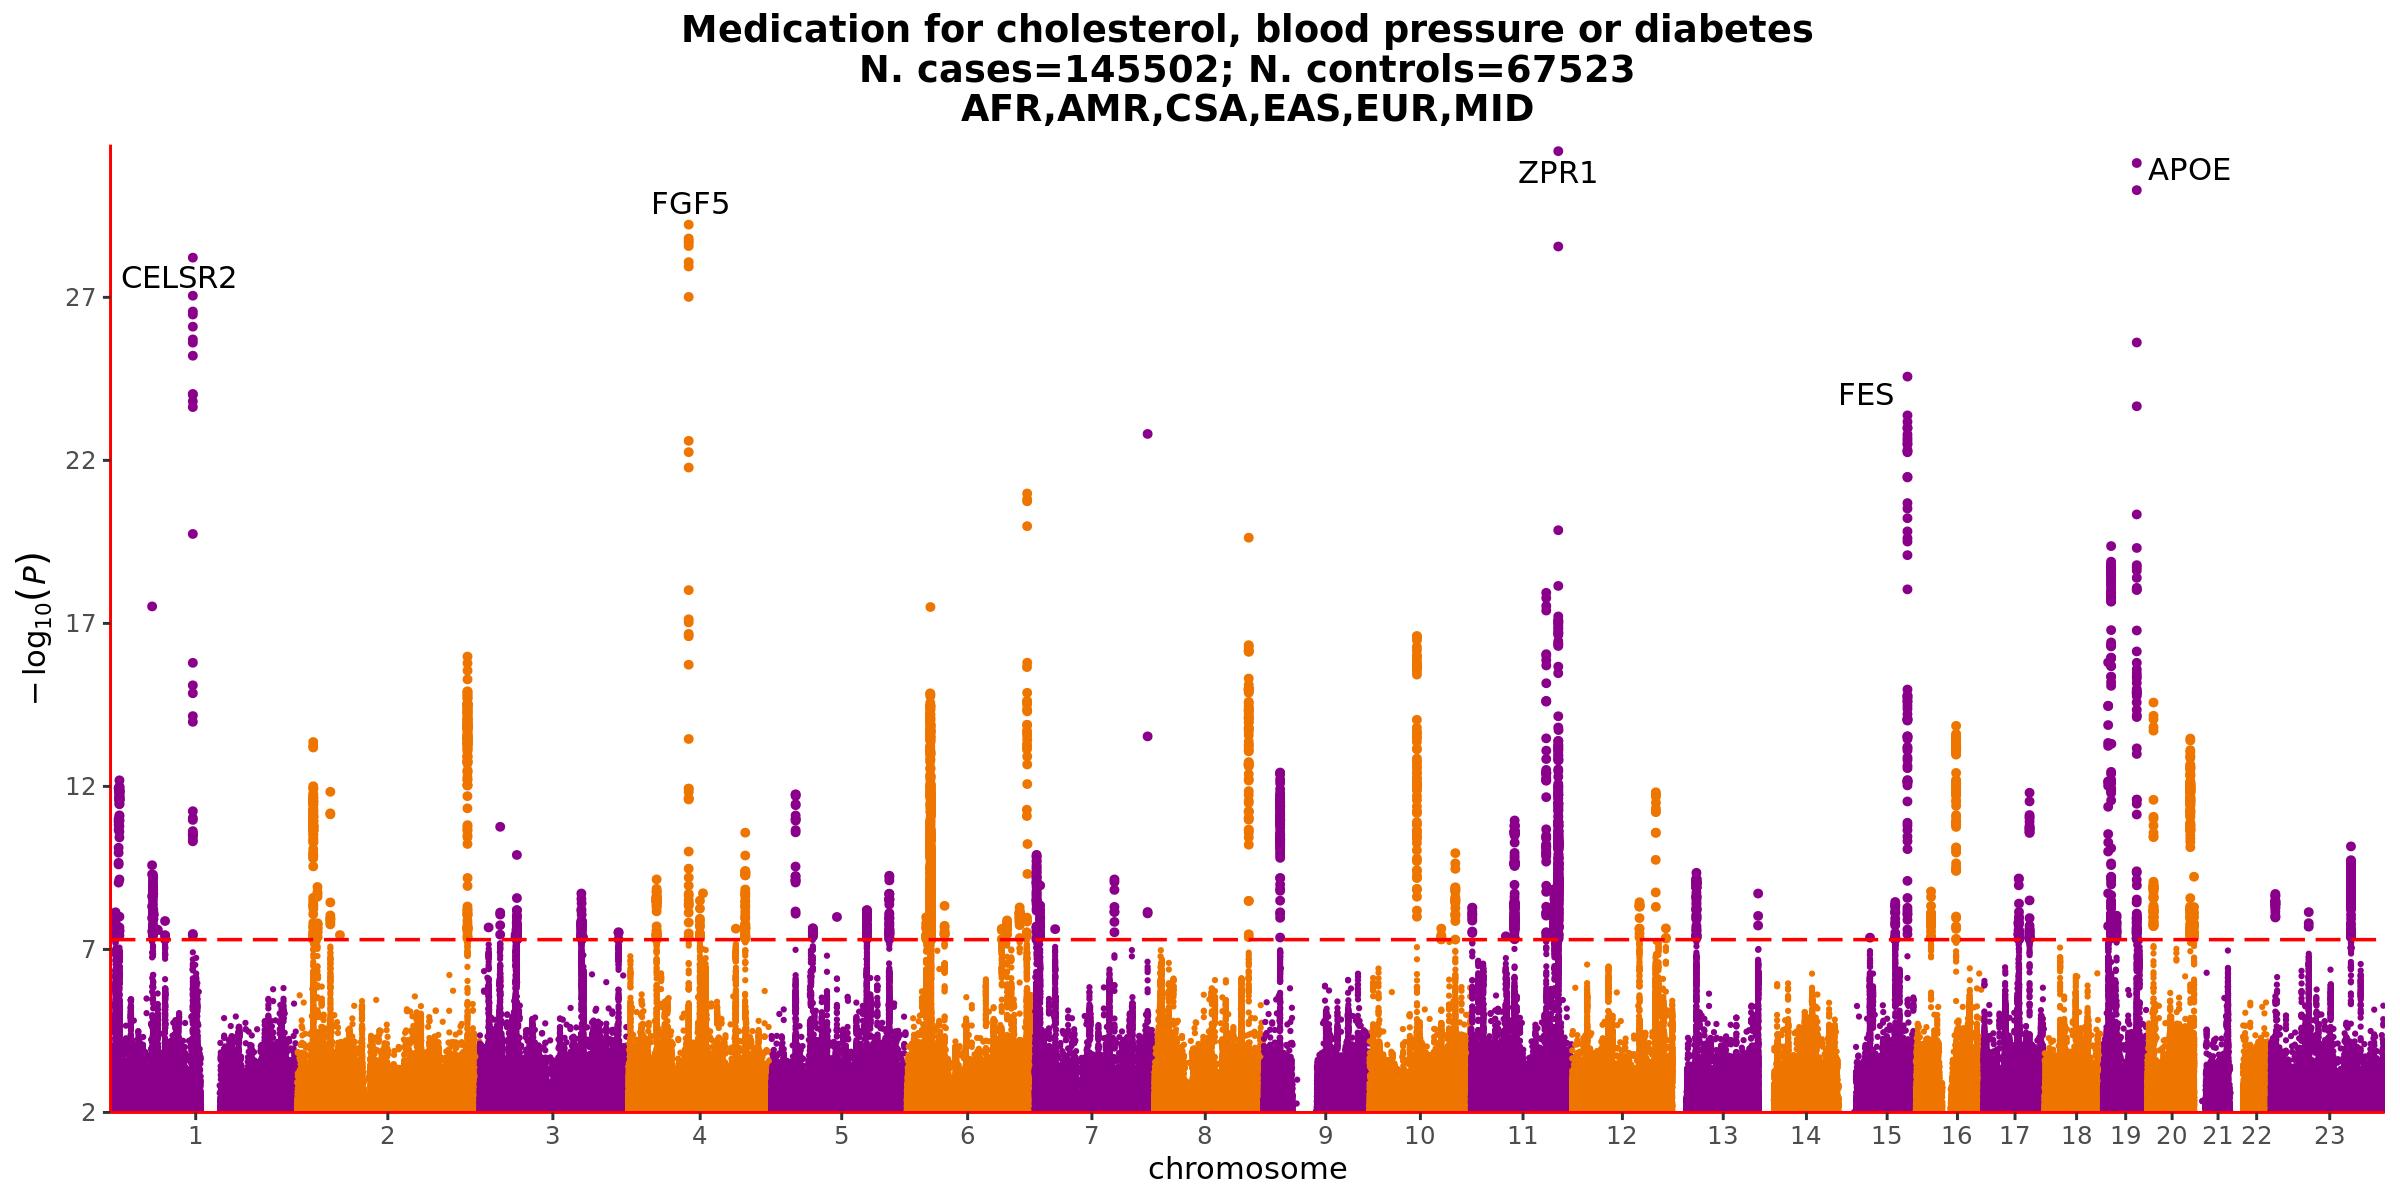 Medication for cholesterol, blood pressure or diabetes
N. cases=145502; N. controls=67523
AFR,AMR,CSA,EAS,EUR,MID
ZPR1
APOE
FGF5
CELSR2
FES
27
22
17
12
7
2
−log₁₀(P)
1 2 3 4 5 6 7 8 9 10 11 12 13 14 15 16 17 18 19 20 21 22 23
chromosome